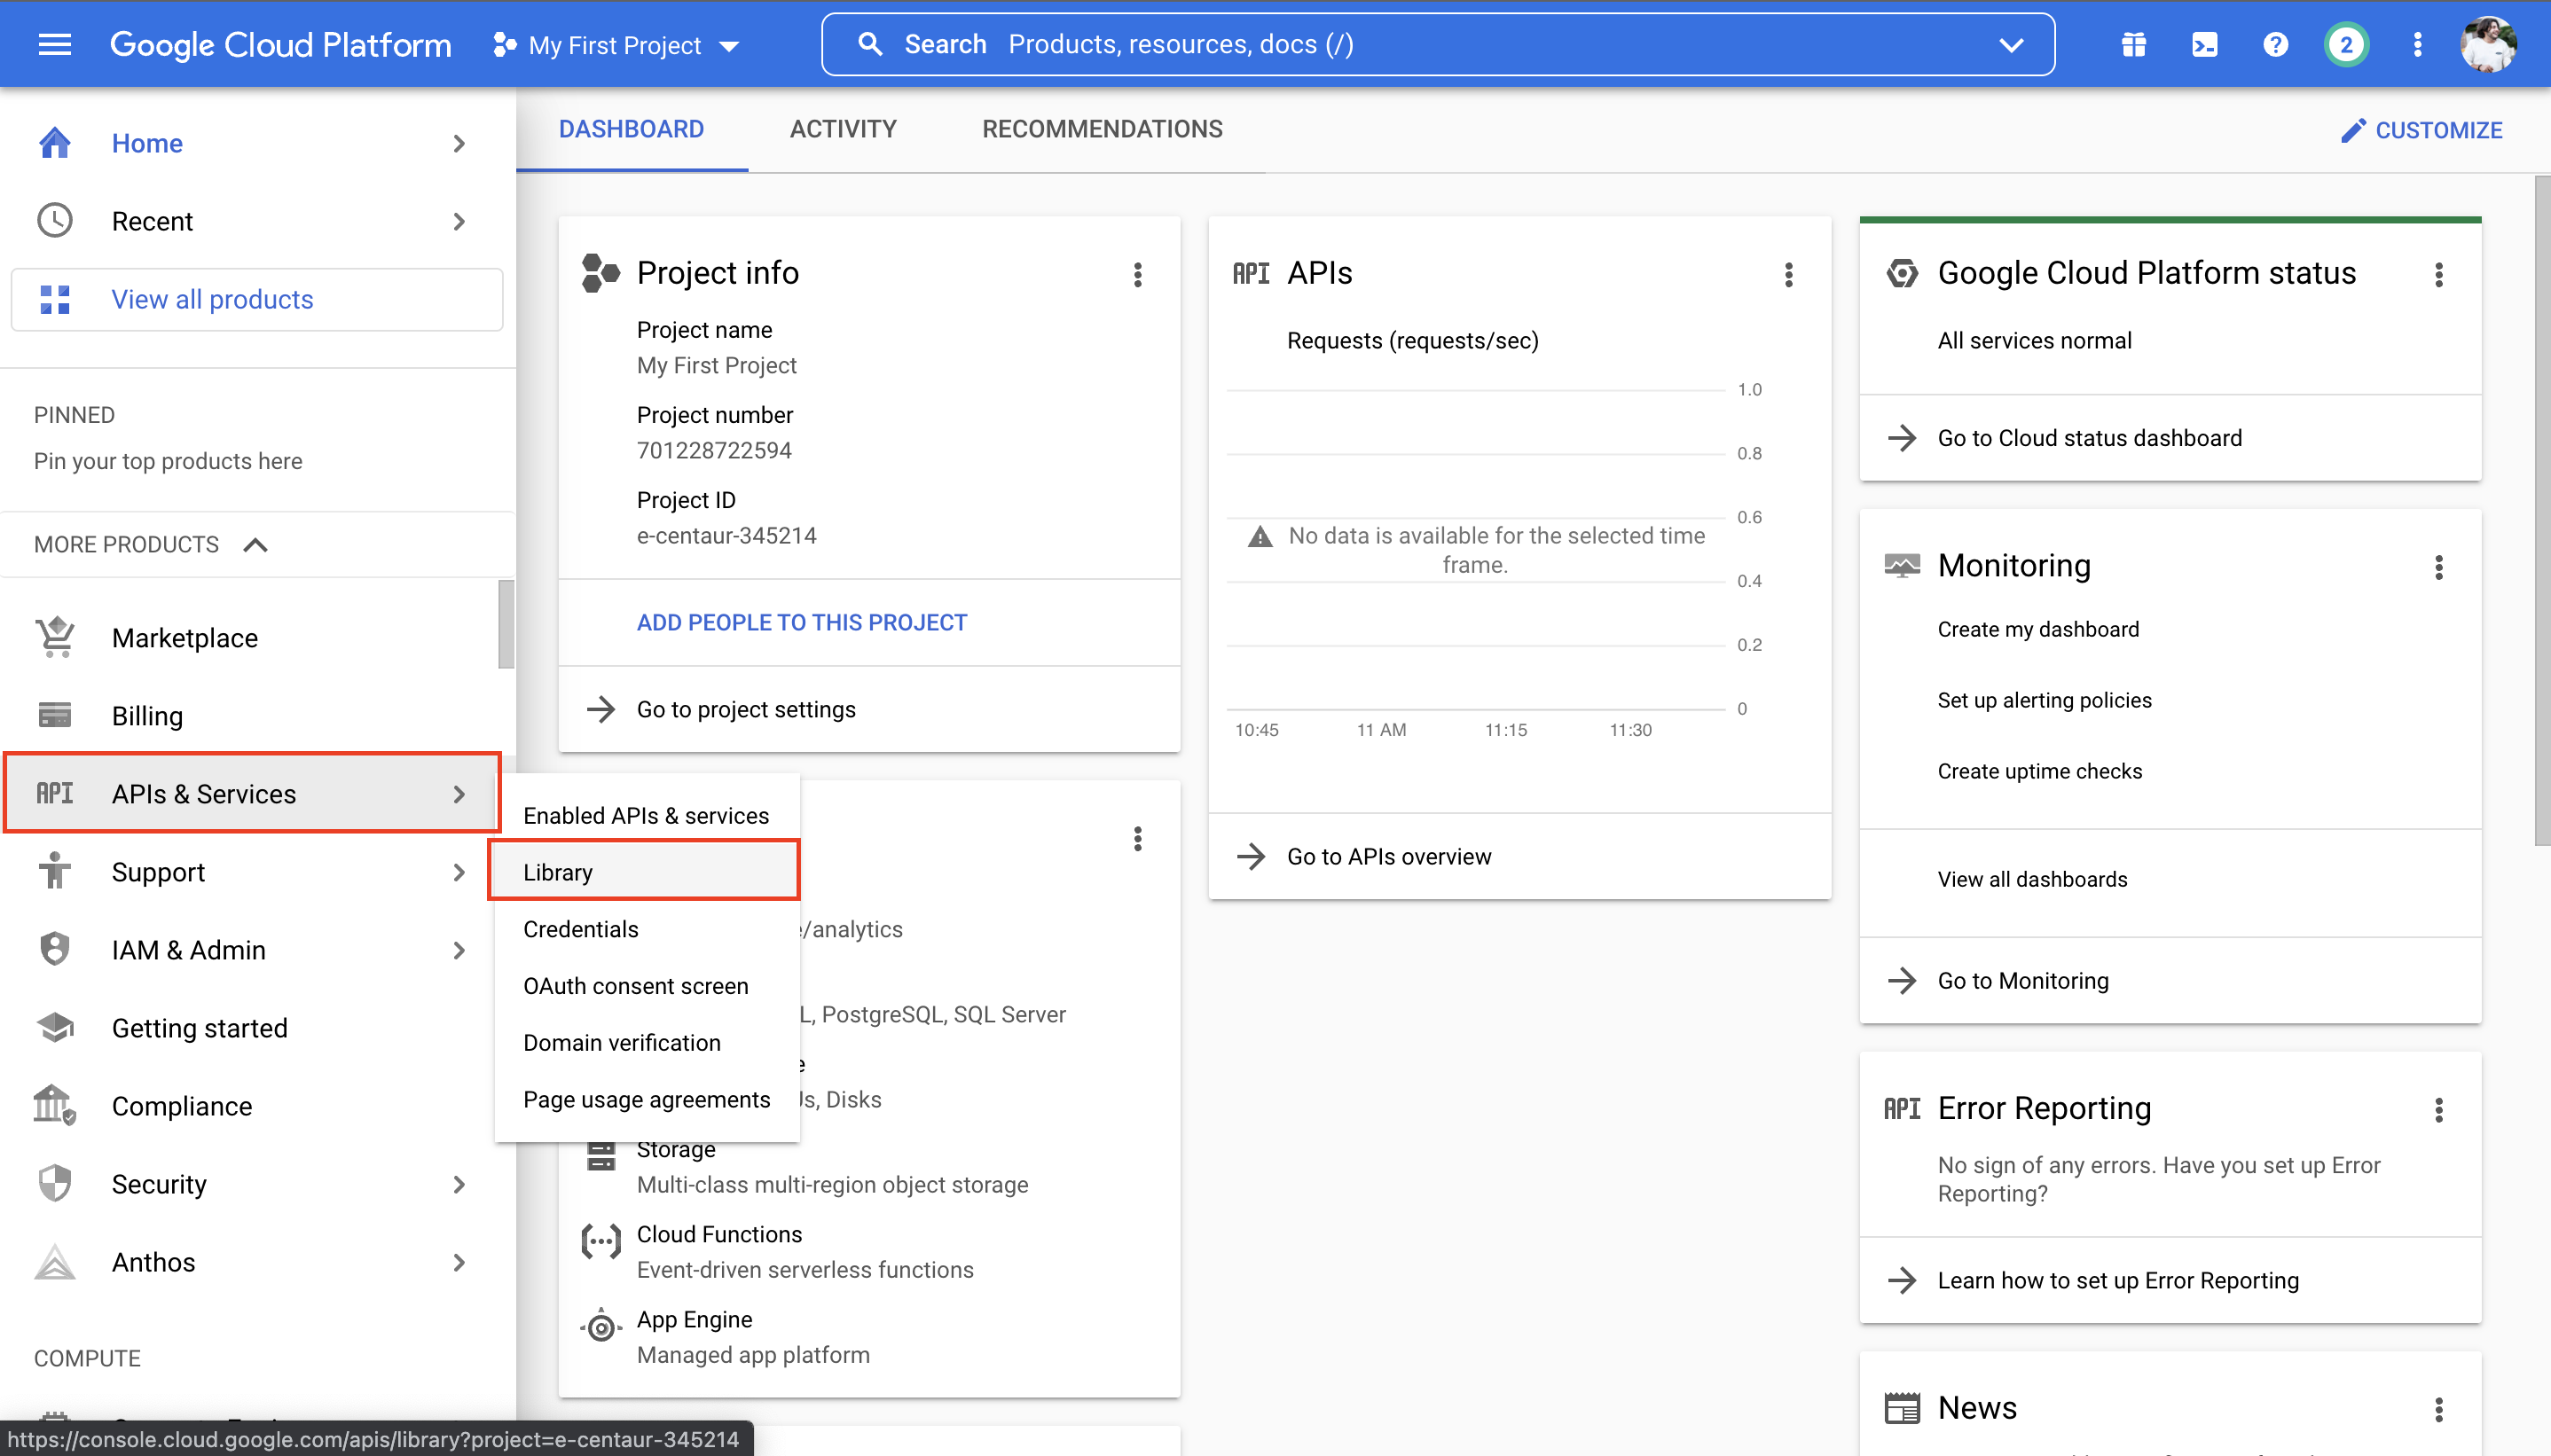 Google Cloud Platform
My First Project
Search Products, resources, docs (/)
2
Home
Recent
View all products
PINNED
Pin your top products here
MORE PRODUCTS
Marketplace
Billing
API APIs & Services
Support
IAM & Admin
Getting started
Compliance
Security
Anthos
COMPUTE
https://console.cloud.google.com/apis/library?project=e-centaur-345214
Enabled APIs & services
Library
Credentials
OAuth consent screen
Domain verification
Page usage agreements
DASHBOARD
ACTIVITY
RECOMMENDATIONS
CUSTOMIZE
Project info
Project name
My First Project
Project number
701228722594
Project ID
e-centaur-345214
ADD PEOPLE TO THIS PROJECT
Go to project settings
/analytics
L, PostgreSQL, SQL Server
e
s, Disks
Storage
Multi-class multi-region object storage
Cloud Functions
Event-driven serverless functions
App Engine
Managed app platform
API APIs
Requests (requests/sec)
1.0
0.8
0.6
No data is available for the selected time
frame.
0.4
0.2
0
10:45 11 AM 11:15 11:30
Go to APIs overview
Google Cloud Platform status
All services normal
Go to Cloud status dashboard
Monitoring
Create my dashboard
Set up alerting policies
Create uptime checks
View all dashboards
Go to Monitoring
API Error Reporting
No sign of any errors. Have you set up Error
Reporting?
Learn how to set up Error Reporting
News